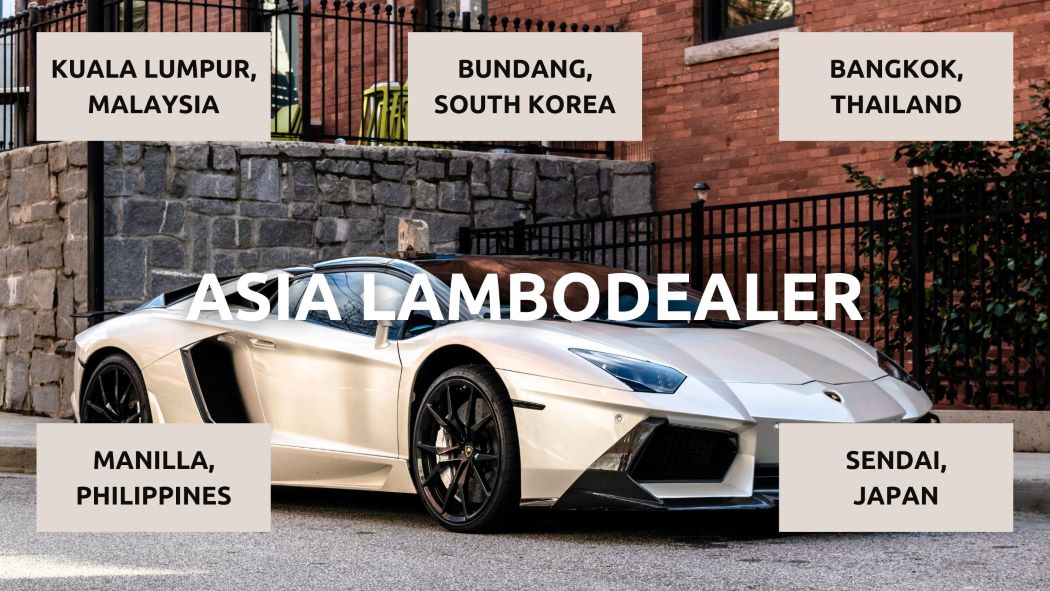 KUALA LUMPUR,
MALAYSIA
BUNDANG,
SOUTH KOREA
BANGKOK,
THAILAND
ASIA LAMBODEALER
MANILLA,
PHILIPPINES
SENDAI,
JAPAN